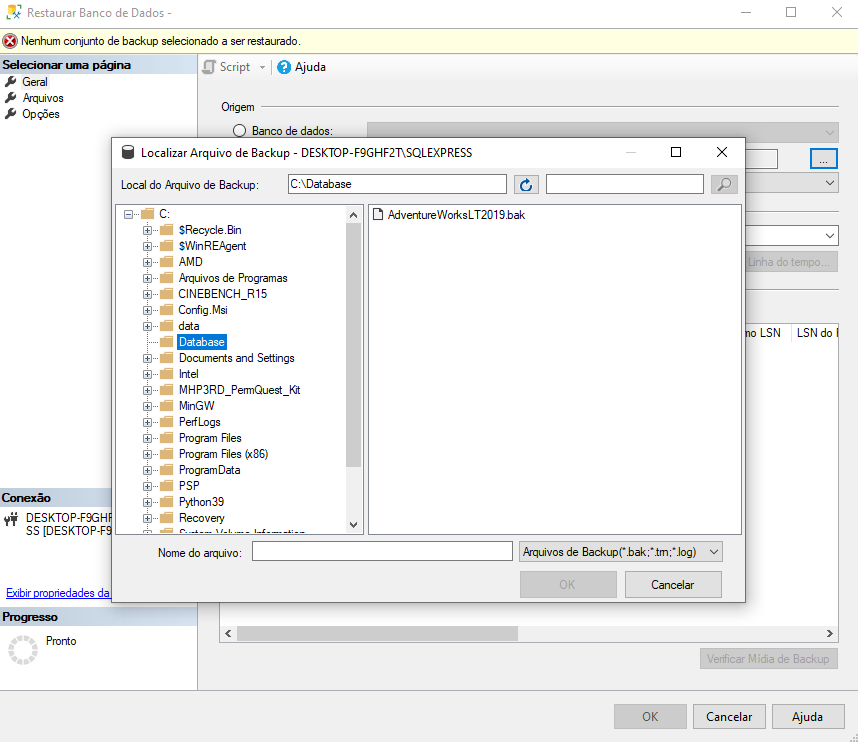 Restaurar Banco de Dados -
Nenhum conjunto de backup selecionado a ser restaurado.
Selecionar uma página
Geral
Arquivos
Opções
Script
Ajuda
Origem
Banco de dados:
...
Linha do tempo...
mo LSN
LSN do
Localizar Arquivo de Backup - DESKTOP-F9GHF2T\SQLEXPRESS
Local do Arquivo de Backup:
C:\Database
C:
$Recycle.Bin
$WinREAgent
AMD
Arquivos de Programas
CINEBENCH_R15
Config.Msi
data
Database
Documents and Settings
Intel
MHP3RD_PermQuest_Kit
MinGW
PerfLogs
Program Files
Program Files (x86)
ProgramData
PSP
Python39
Recovery
System Volume Information
AdventureWorksLT2019.bak
Nome do arquivo:
Arquivos de Backup(*.bak;*.trn;*.log)
OK
Cancelar
Conexão
DESKTOP-F9GHF
SS [DESKTOP-F9
Exibir propriedades da
Progresso
Pronto
Verificar Mídia de Backup
OK
Cancelar
Ajuda